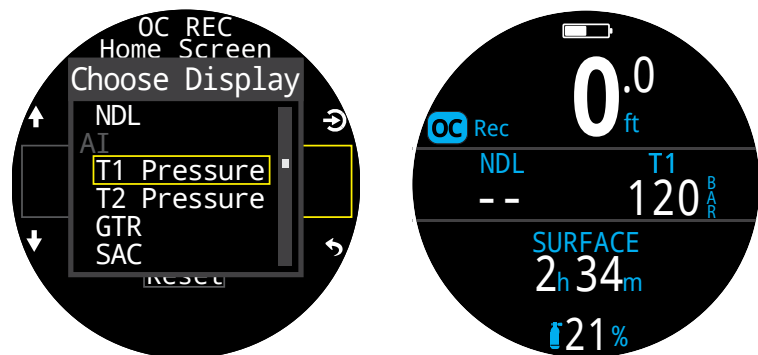 OC REC
Home Screen
Choose Display
NDL
AI
T1 Pressure
T2 Pressure
GTR
SAC
Reset
0.0
ft
OC Rec
NDL T1
-- 120 BAR
SURFACE
2h 34m
21%